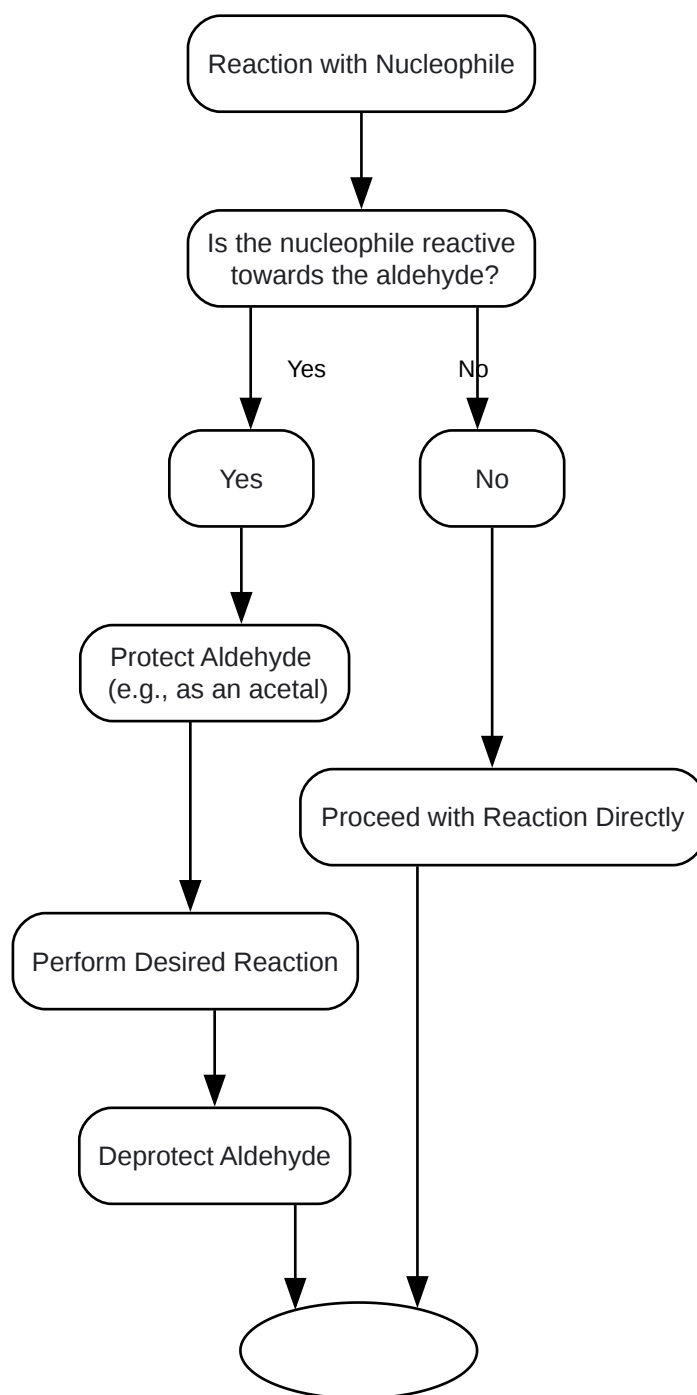 Reaction with Nucleophile
Is the nucleophile reactive
towards the aldehyde?
Yes
No
Yes
No
Protect Aldehyde
(e.g., as an acetal)
Proceed with Reaction Directly
Perform Desired Reaction
Deprotect Aldehyde